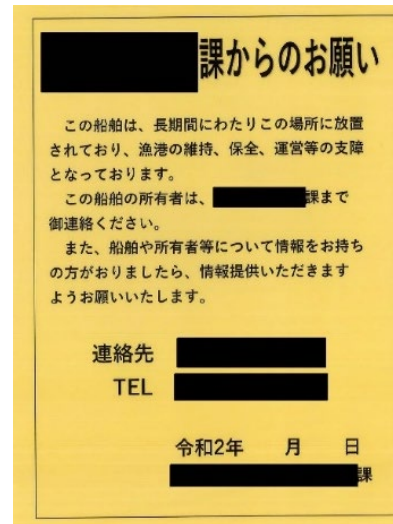 課からのお願い
この船舶は、長期間にわたりこの場所に放置
されており、漁港の維持、保全、運営等の支障
となっております。
この船舶の所有者は、課まで
御連絡ください。
また、船舶や所有者等について情報をお持ち
の方がおりましたら、情報提供いただきます
ようお願いいたします。
連絡先
TEL
令和2年 月 日
課